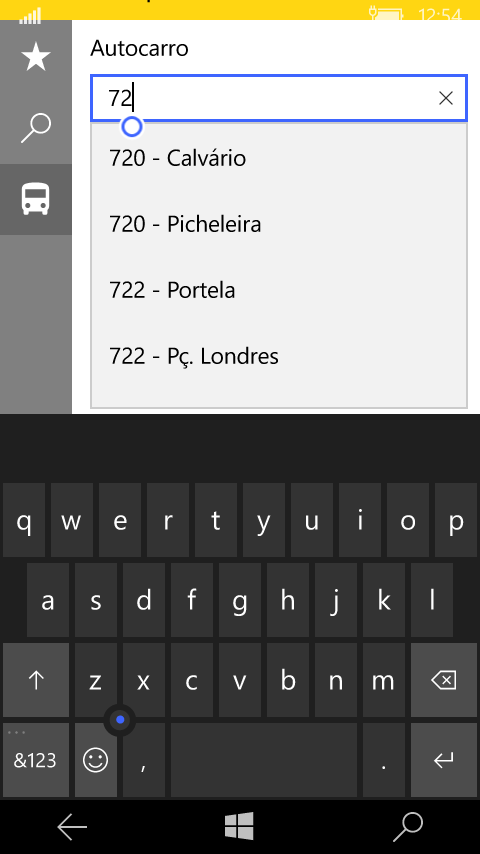 12:54
Autocarro
72
720 - Calvário
720 - Picheleira
722 - Portela
722 - Pç. Londres
q w e r t y u i o p
a s d f g h j k l
z x c v b n m
&123 , .